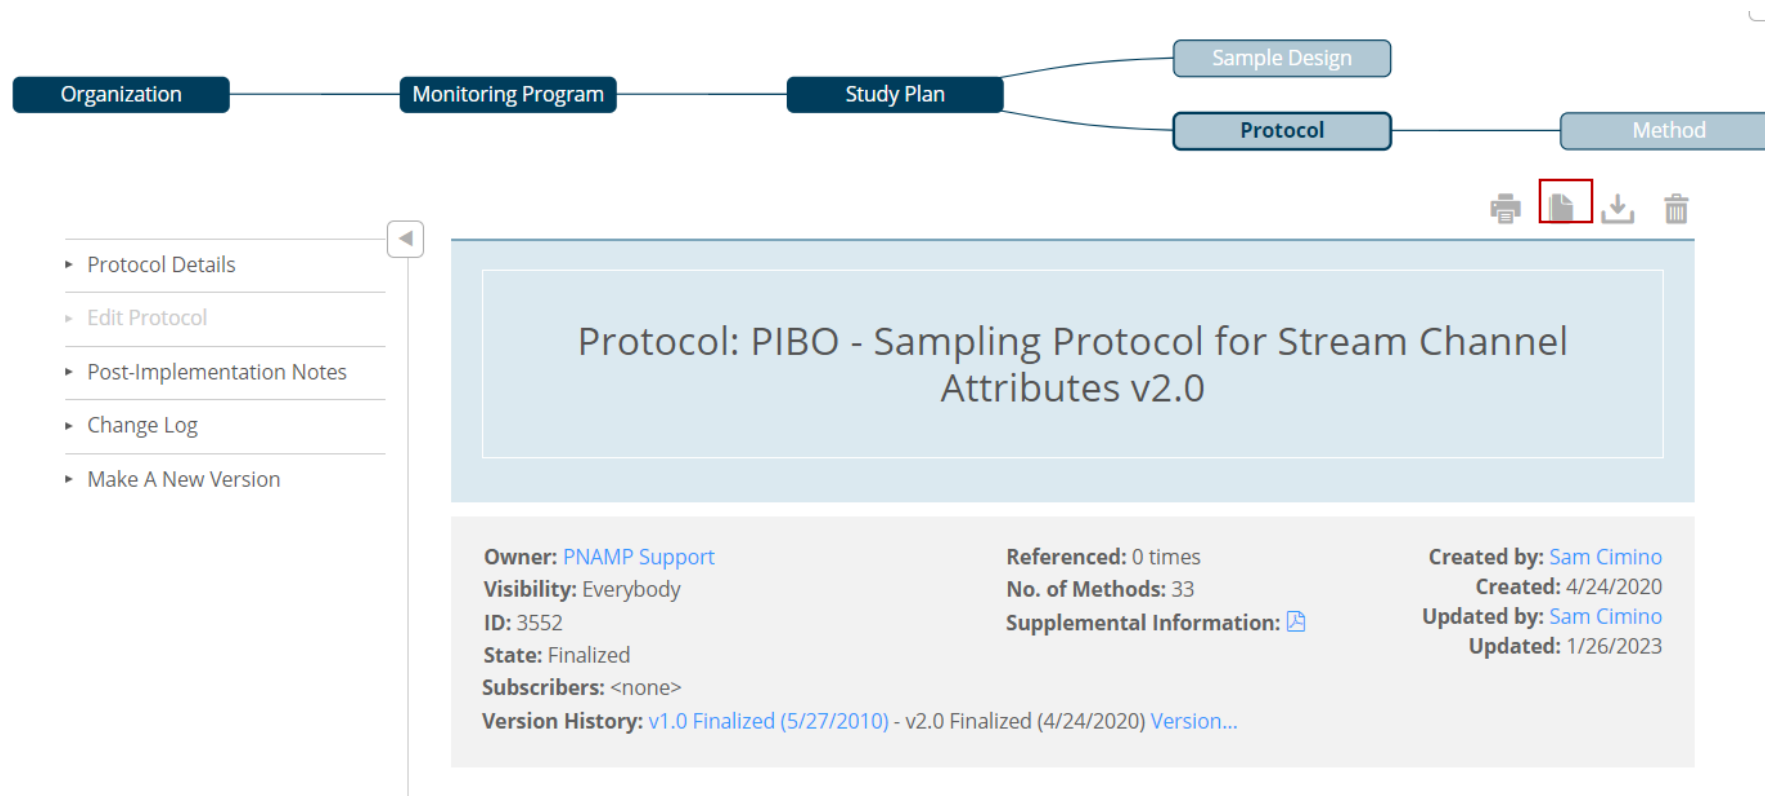 Sample Design
Organization
Monitoring Program
Study Plan
Protocol
Method
Protocol Details
Edit Protocol
Post-Implementation Notes
Change Log
Make A New Version
Protocol: PIBO - Sampling Protocol for Stream Channel
Attributes v2.0
Owner: PNAMP Support
Visibility: Everybody
ID: 3552
State: Finalized
Subscribers: <none>
Version History: v1.0 Finalized (5/27/2010) - v2.0 Finalized (4/24/2020) Version...
Referenced: 0 times
No. of Methods: 33
Supplemental Information:
Created by: Sam Cimino
Created: 4/24/2020
Updated by: Sam Cimino
Updated: 1/26/2023